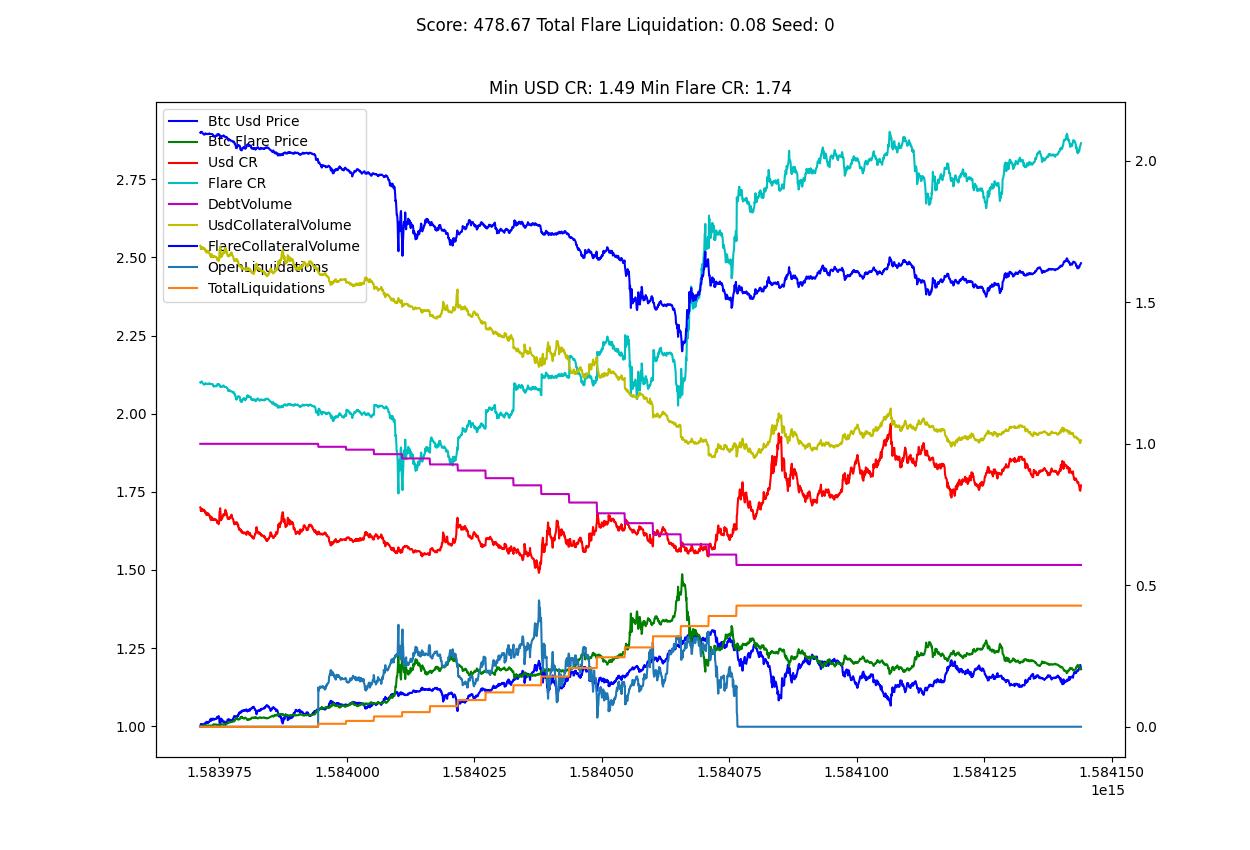 Score: 478.67 Total Flare Liquidation: 0.08 Seed: 0
Min USD CR: 1.49 Min Flare CR: 1.74
Btc Usd Price
Btc Flare Price
Usd CR
Flare CR
DebtVolume
UsdCollateralVolume
FlareCollateralVolume
OpenLiquidations
TotalLiquidations
2.75
2.50
2.25
2.00
1.75
1.50
1.25
1.00
2.0
1.5
1.0
0.5
0.0
1.583975 1.584000 1.584025 1.584050 1.584075 1.584100 1.584125 1.584150
1e15